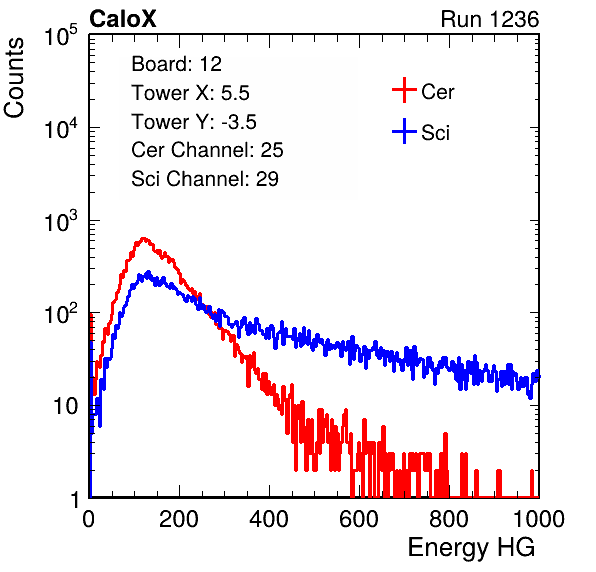 CaloX Run 1236
Counts
Board: 12
Tower X: 5.5
Tower Y: -3.5
Cer Channel: 25
Sci Channel: 29
Cer
Sci
10^5
10^4
10^3
10^2
10
1
0 200 400 600 800 1000
Energy HG